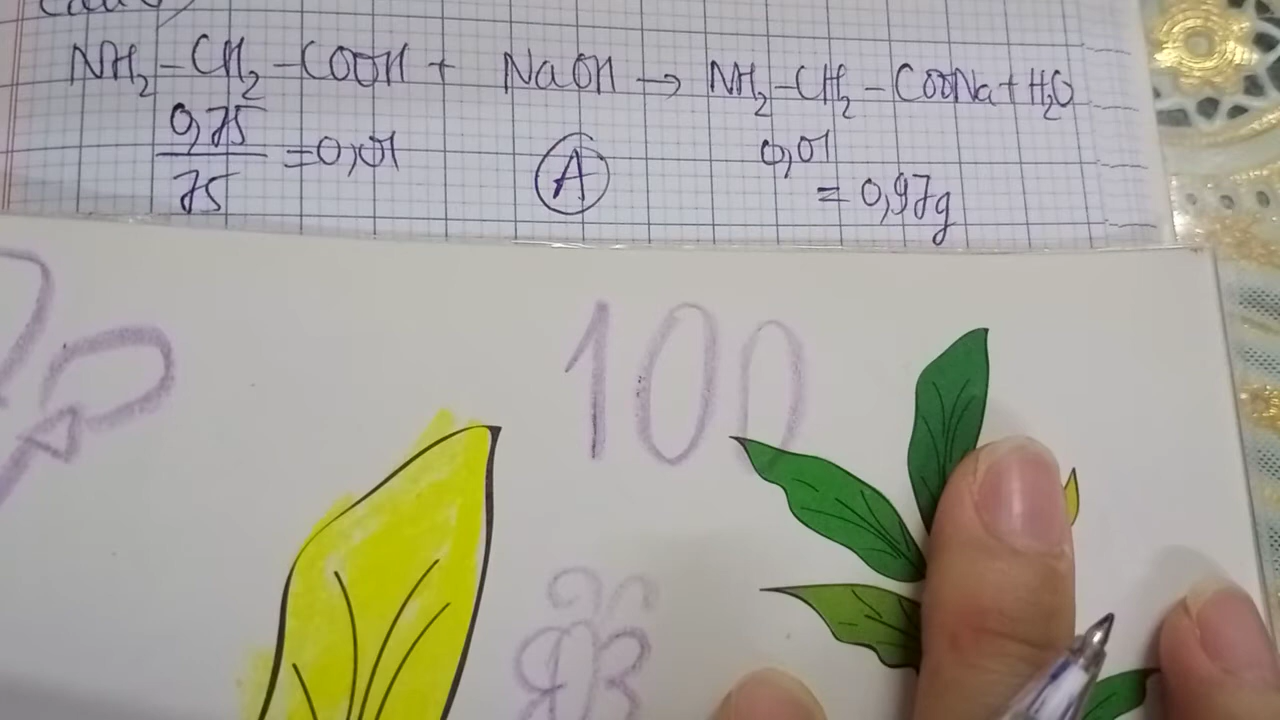 NH₂-CH₂-COOH + NaOH → NH₂-CH₂-COONa + H₂O
0,75
75
=0,01
A
0,01
= 0,97g
100